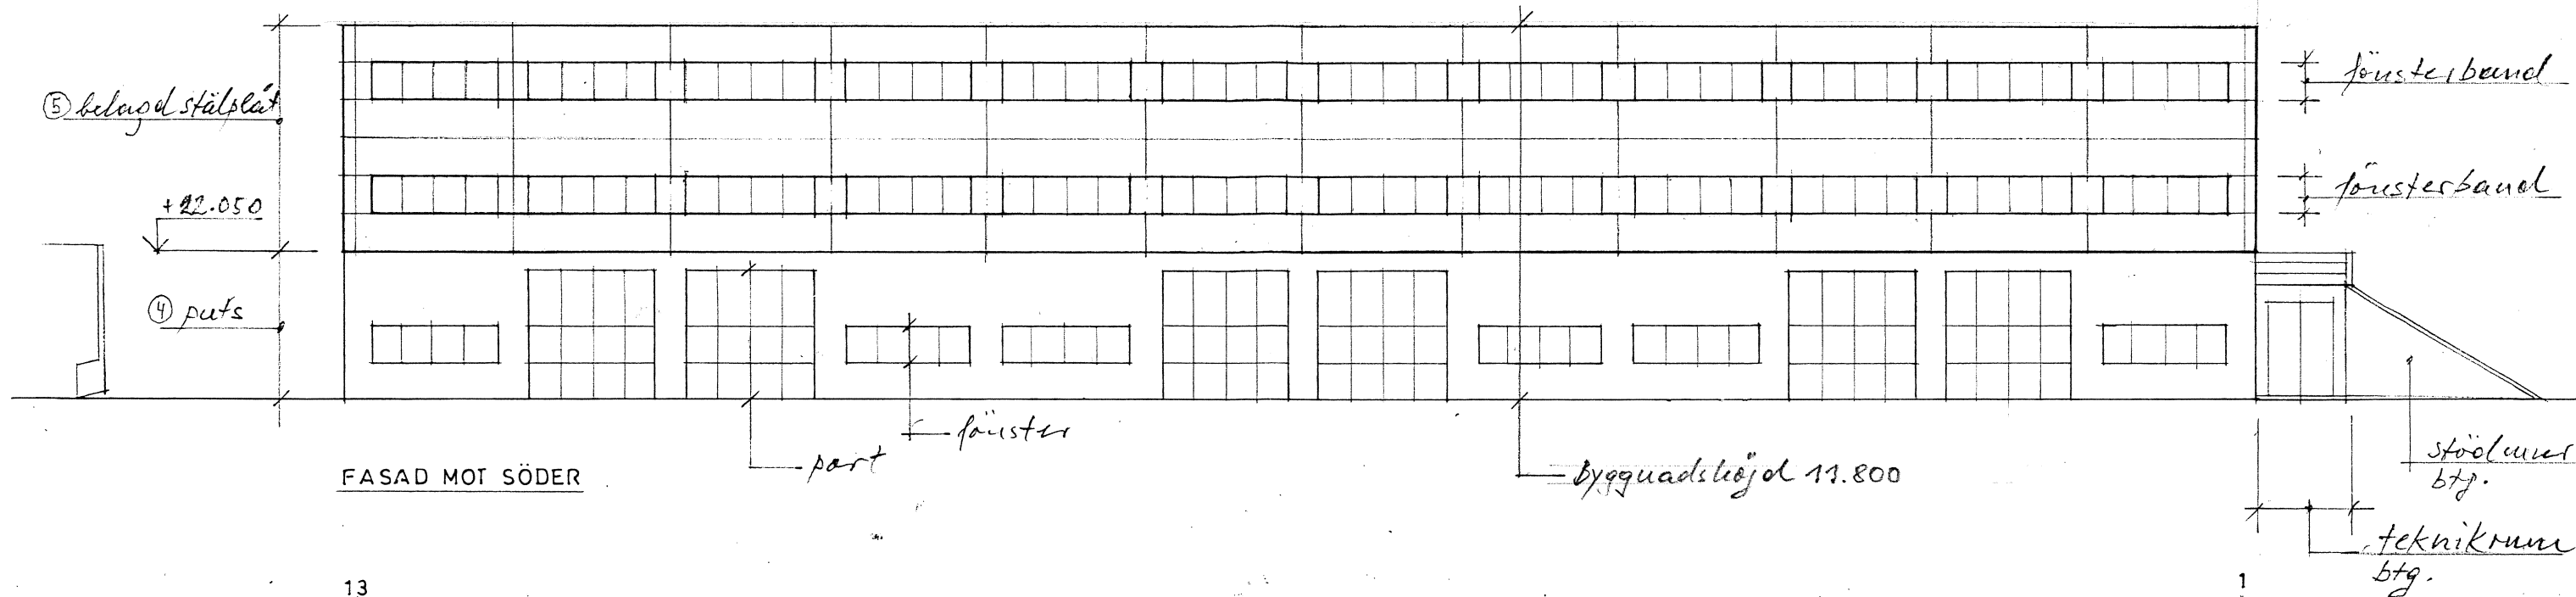 fönsterband
⑤ belagd stålplåt
fönsterband
+22.050
④ puts
fönster
port
FASAD MOT SÖDER
Byggnadshöjd 11.800
stödmur
btg.
teknikrum
btg.
13
1